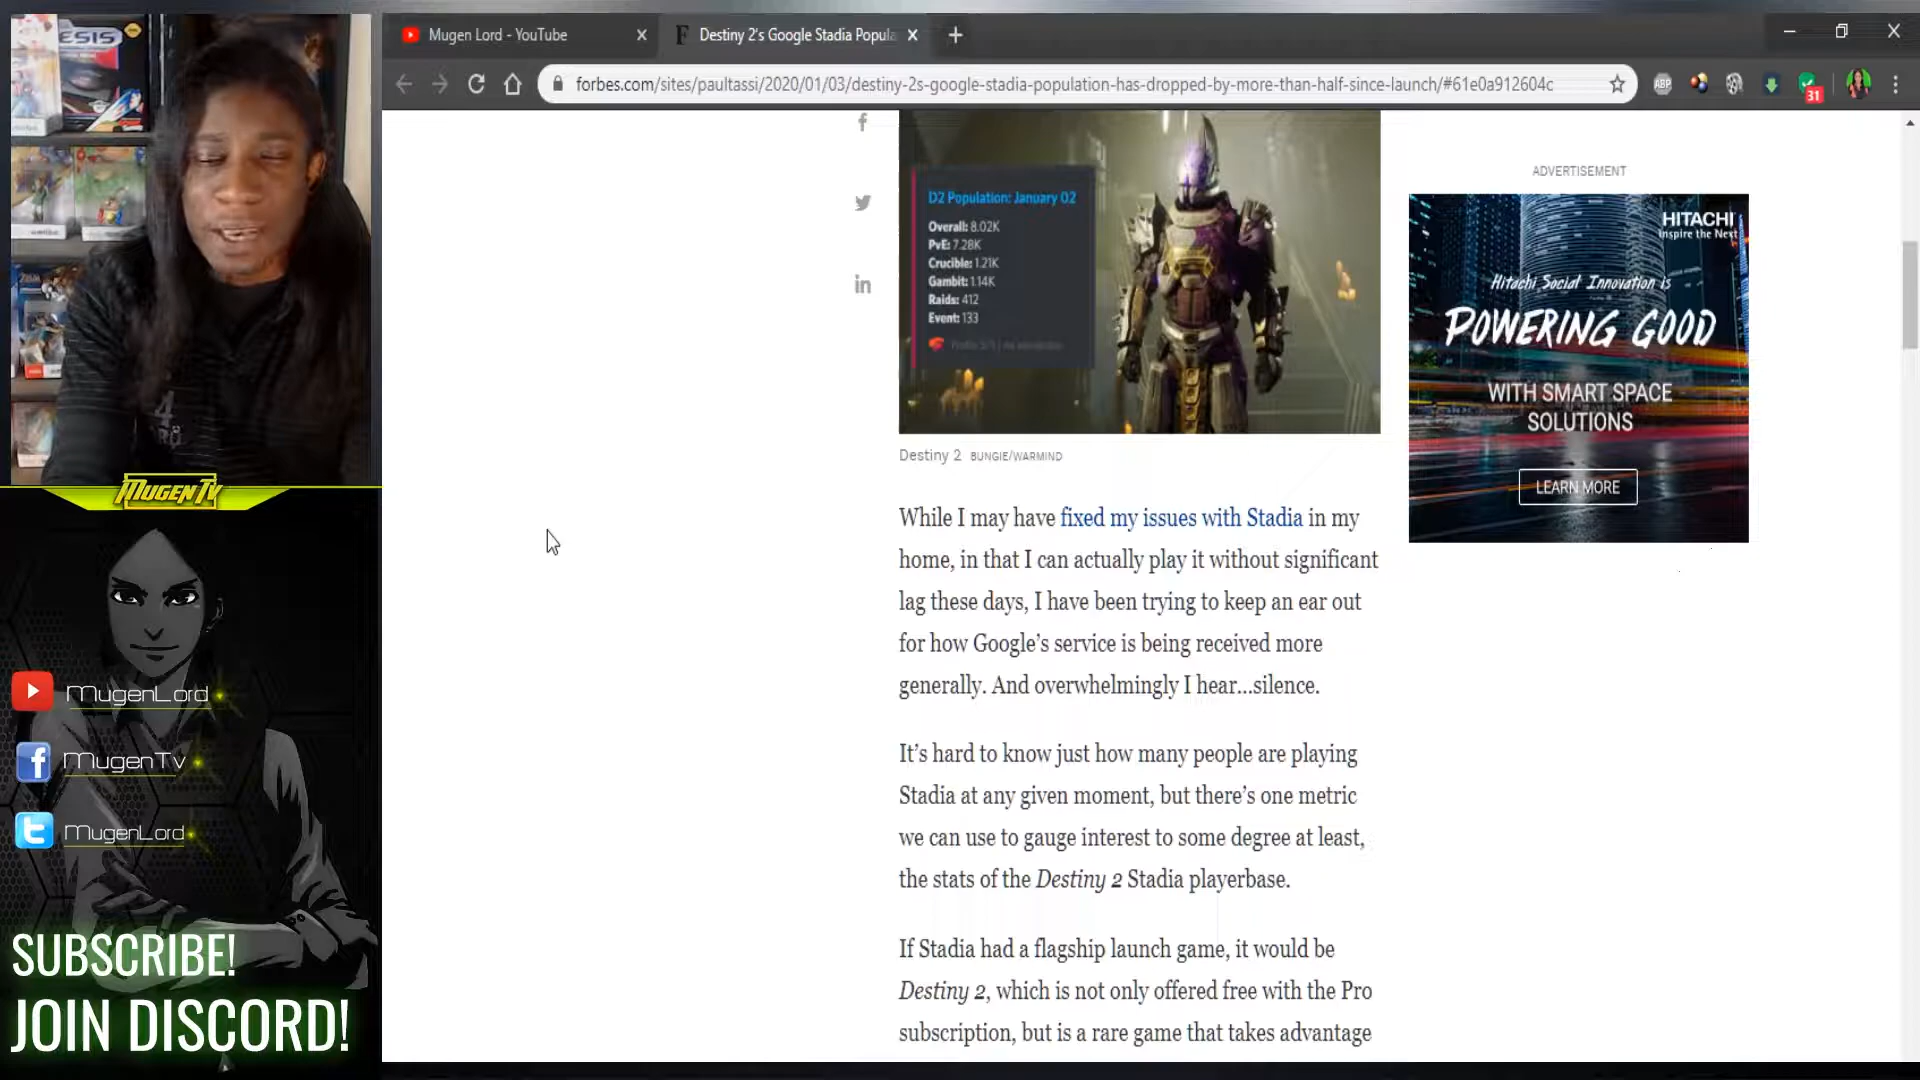 ESIS
Mugen Lord - YouTube
Destiny 2's Google Stadia Popula
forbes.com/sites/paultassi/2020/01/03/destiny-2s-google-stadia-population-has-dropped-by-more-than-half-since-launch/#61e0a912604c
ABP
31
D2 Population: January 02
Overall: 8.02K
PvE: 7.28K
Crucible: 1.21K
Gambit: 1.14K
Raids: 412
Event: 133
Destiny 2 BUNGIE/WARMIND
While I may have fixed my issues with Stadia in my
home, in that I can actually play it without significant
lag these days, I have been trying to keep an ear out
for how Google's service is being received more
generally. And overwhelmingly I hear...silence.
It's hard to know just how many people are playing
Stadia at any given moment, but there's one metric
we can use to gauge interest to some degree at least,
the stats of the Destiny 2 Stadia playerbase.
If Stadia had a flagship launch game, it would be
Destiny 2, which is not only offered free with the Pro
subscription, but is a rare game that takes advantage
ADVERTISEMENT
HITACHI
Inspire the Next
Hitachi Social Innovation is
POWERING GOOD
WITH SMART SPACE
SOLUTIONS
LEARN MORE
MUGEN TV
MugenLord
MugenTv
MugenLord
SUBSCRIBE!
JOIN DISCORD!